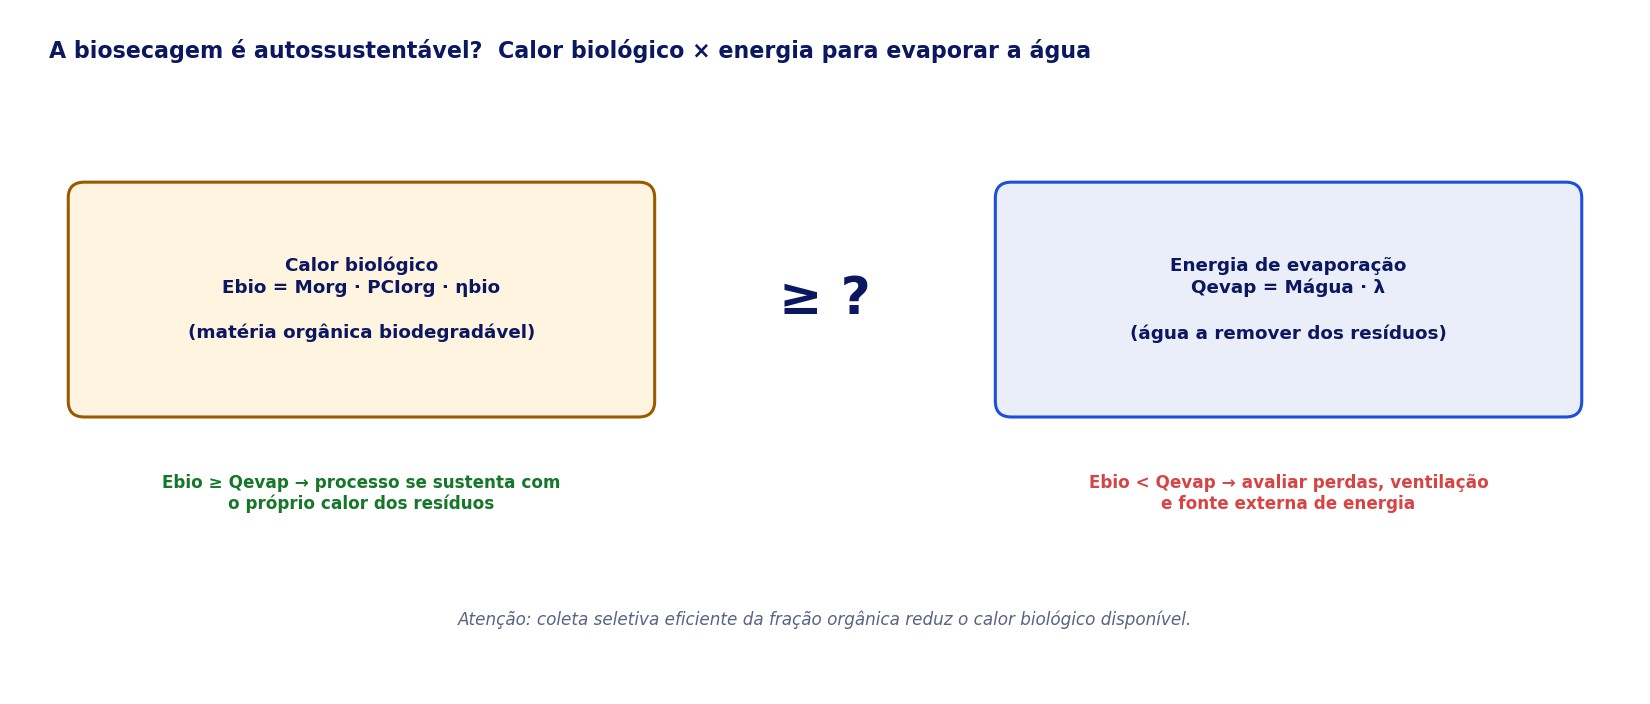 A biosecagem é autossustentável?  Calor biológico × energia para evaporar a água
Calor biológico
Ebio = Morg · PCIorg · ηbio
(matéria orgânica biodegradável)
≥ ?
Energia de evaporação
Qevap = Mágua · λ
(água a remover dos resíduos)
Ebio ≥ Qevap → processo se sustenta com
o próprio calor dos resíduos
Ebio < Qevap → avaliar perdas, ventilação
e fonte externa de energia
Atenção: coleta seletiva eficiente da fração orgânica reduz o calor biológico disponível.